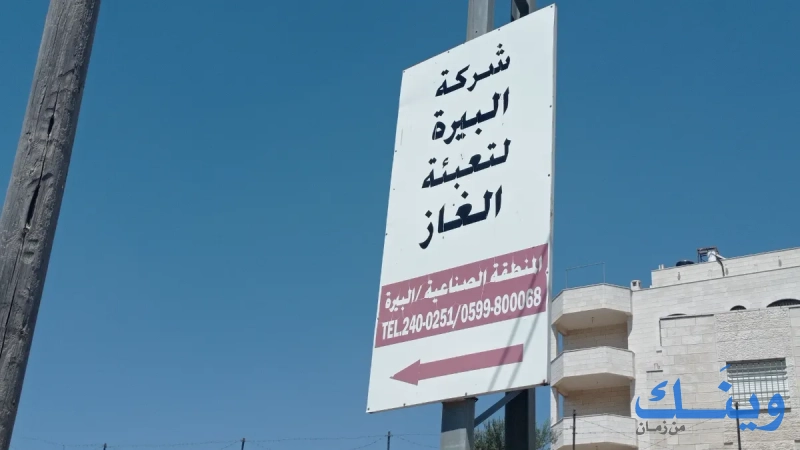 شركة
البيرة
لتعبئة
الغاز
المنطقة الصناعية /البيرة
TEL.240-0251/0599-800068
وينك
من زمان